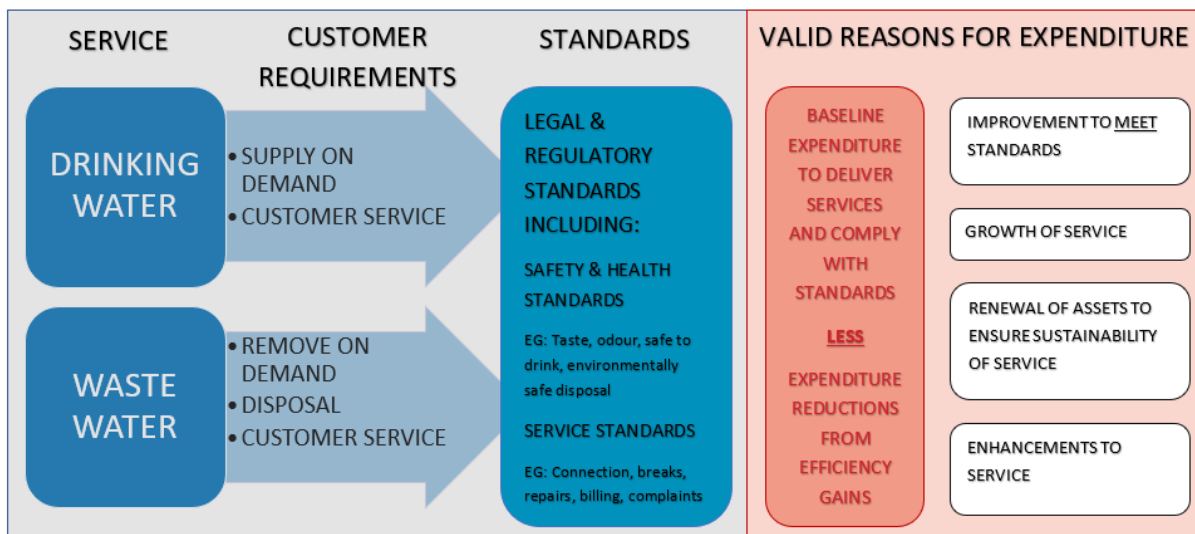 SERVICE
CUSTOMER
REQUIREMENTS
STANDARDS
VALID REASONS FOR EXPENDITURE
DRINKING
WATER
• SUPPLY ON
DEMAND
• CUSTOMER SERVICE
WASTE
WATER
• REMOVE ON
DEMAND
• DISPOSAL
• CUSTOMER SERVICE
LEGAL &
REGULATORY
STANDARDS
INCLUDING:
SAFETY & HEALTH
STANDARDS
EG: Taste, odour, safe to
drink, environmentally
safe disposal
SERVICE STANDARDS
EG: Connection, breaks,
repairs, billing, complaints
BASELINE
EXPENDITURE
TO DELIVER
SERVICES
AND COMPLY
WITH
STANDARDS
LESS
EXPENDITURE
REDUCTIONS
FROM
EFFICIENCY
GAINS
IMPROVEMENT TO MEET
STANDARDS
GROWTH OF SERVICE
RENEWAL OF ASSETS TO
ENSURE SUSTAINABILITY
OF SERVICE
ENHANCEMENTS TO
SERVICE